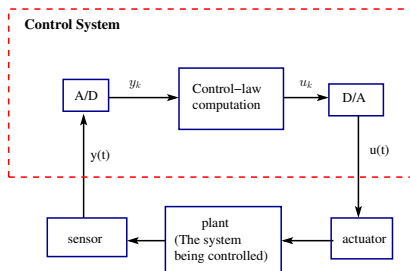 Control System
A/D
y_k
Control-law
computation
u_k
D/A
y(t)
u(t)
sensor
plant
(The system
being controlled)
actuator